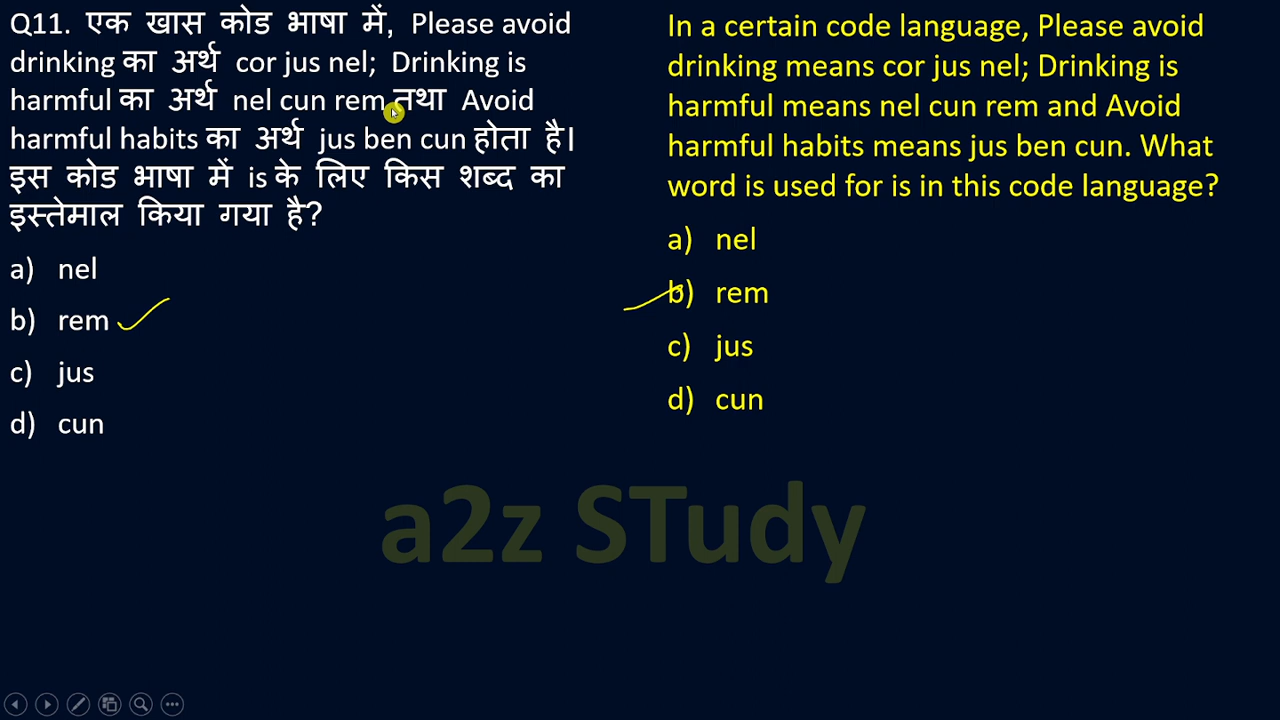 Q11. एक खास कोड भाषा में, Please avoid
drinking का अर्थ cor jus nel; Drinking is
harmful का अर्थ nel cun rem तथा Avoid
harmful habits का अर्थ jus ben cun होता है।
इस कोड भाषा में is के लिए किस शब्द का
इस्तेमाल किया गया है?
a) nel
b) rem
c) jus
d) cun
In a certain code language, Please avoid
drinking means cor jus nel; Drinking is
harmful means nel cun rem and Avoid
harmful habits means jus ben cun. What
word is used for is in this code language?
a) nel
b) rem
c) jus
d) cun
a2z STudy